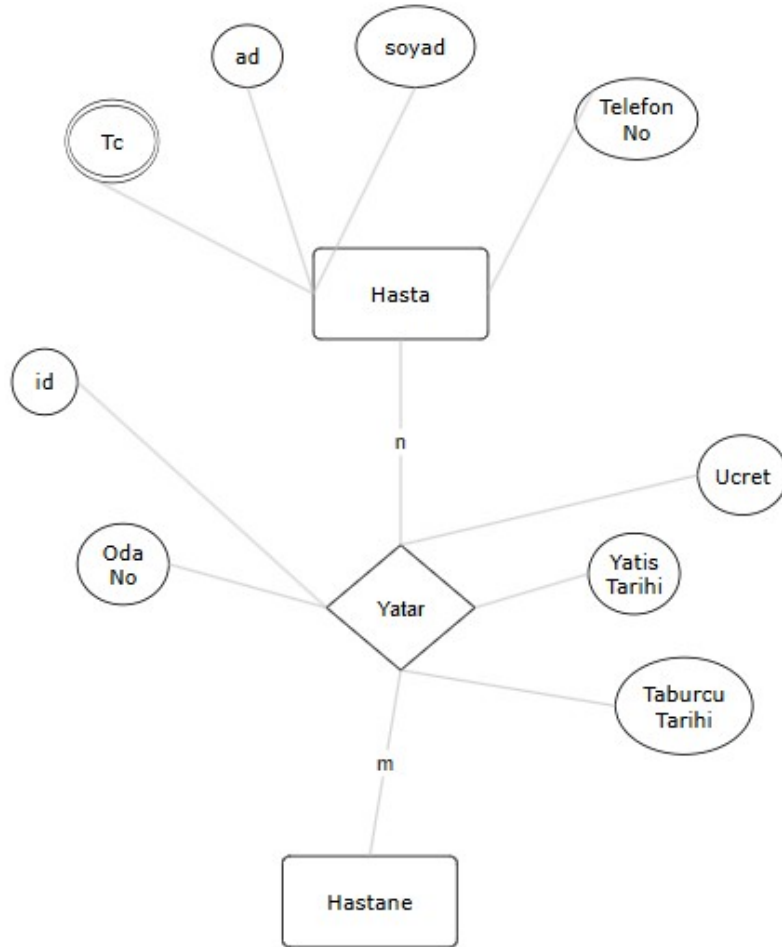 ad
soyad
Tc
Telefon
No
Hasta
id
n
Ucret
Oda
No
Yatis
Tarihi
Yatar
Taburcu
Tarihi
m
Hastane